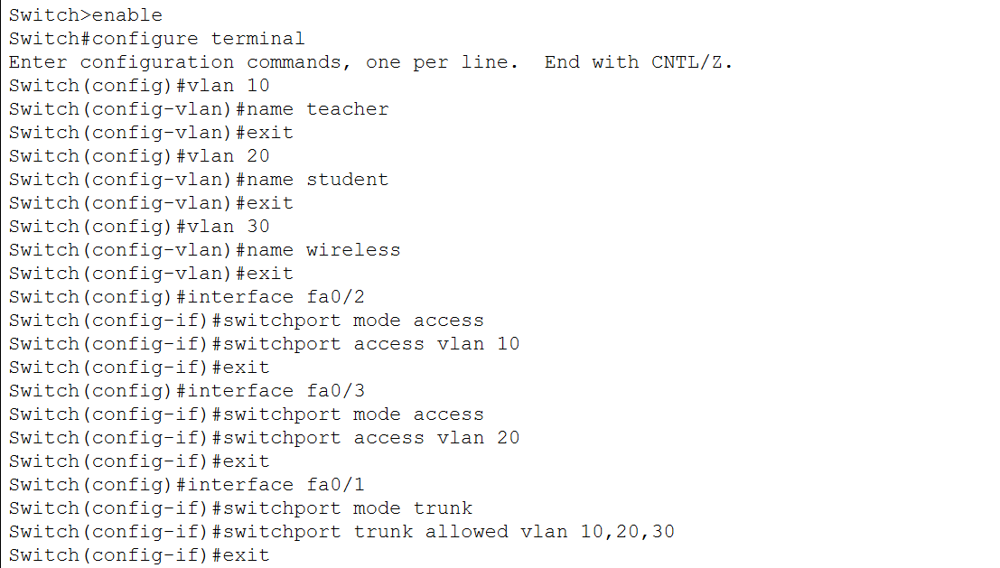 Switch>enable
Switch#configure terminal
Enter configuration commands, one per line.  End with CNTL/Z.
Switch(config)#vlan 10
Switch(config-vlan)#name teacher
Switch(config-vlan)#exit
Switch(config)#vlan 20
Switch(config-vlan)#name student
Switch(config-vlan)#exit
Switch(config)#vlan 30
Switch(config-vlan)#name wireless
Switch(config-vlan)#exit
Switch(config)#interface fa0/2
Switch(config-if)#switchport mode access
Switch(config-if)#switchport access vlan 10
Switch(config-if)#exit
Switch(config)#interface fa0/3
Switch(config-if)#switchport mode access
Switch(config-if)#switchport access vlan 20
Switch(config-if)#exit
Switch(config)#interface fa0/1
Switch(config-if)#switchport mode trunk
Switch(config-if)#switchport trunk allowed vlan 10,20,30
Switch(config-if)#exit